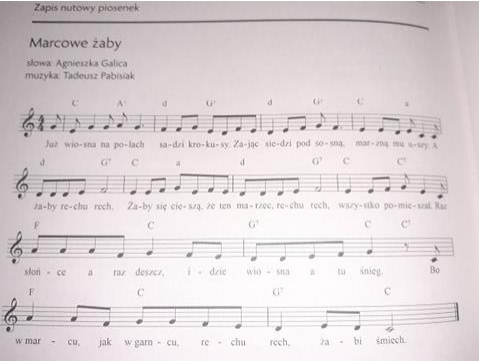 Zapis nutowy piosenek
Marcowe żaby
słowa: Agnieszka Galica
muzyka: Tadeusz Pabisiak
C A⁷ d G⁷ d G⁷ C a
Już wio-sna na po-lach sa-dzi kro-ku-sy. Za-jąc sie-dzi pod so-sną, mar-zną mu u-szy. A
d G⁷ C a d G⁷ C C⁷
ża-by re-chu rech, Ża-by się cie-szą, że ten ma-rzec, re-chu rech, wszy-stko po-mie-szał. Raz
F C G⁷ C C⁷
słoń-ce a raz deszcz, i-dzie wio-sna a tu śnieg. Bo
F C G⁷ C
w mar-cu, jak w garn-cu, re-chu rech, ża-bi śmiech.